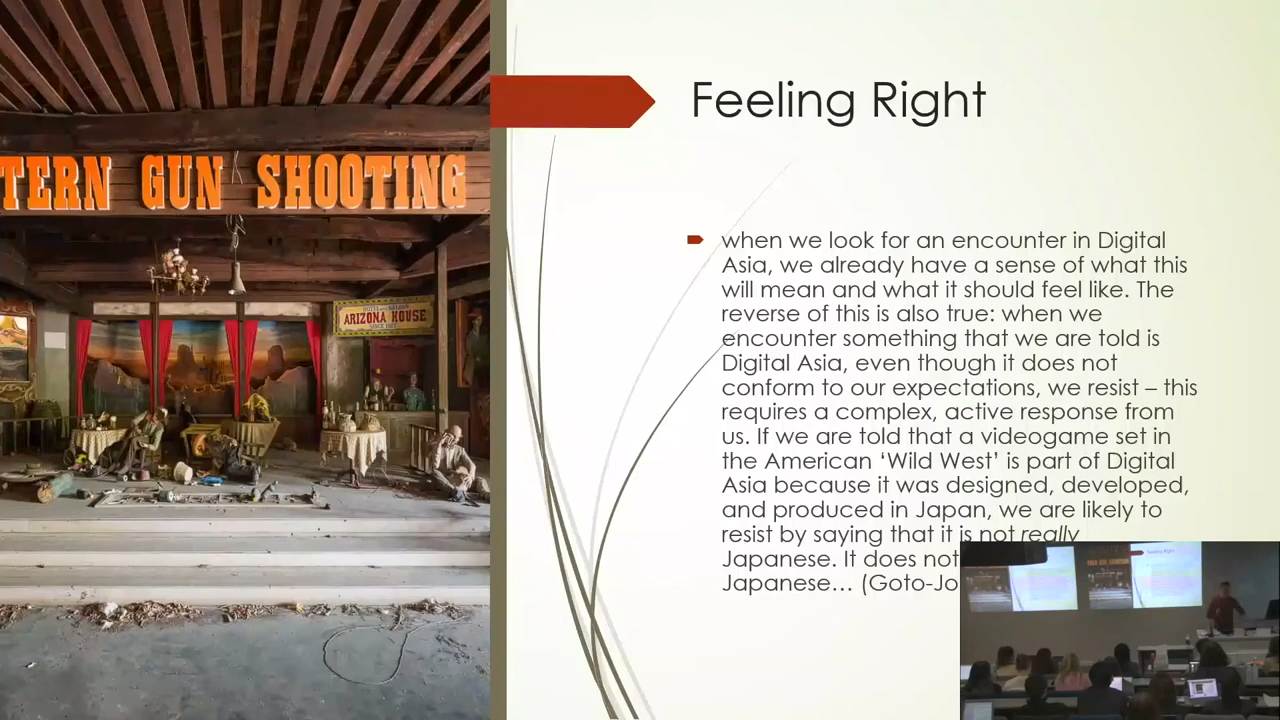 TERN GUN SHOOTING
ARIZONA HOUSE
Feeling Right
when we look for an encounter in Digital
Asia, we already have a sense of what this
will mean and what it should feel like. The
reverse of this is also true: when we
encounter something that we are told is
Digital Asia, even though it does not
conform to our expectations, we resist – this
requires a complex, active response from
us. If we are told that a videogame set in
the American ‘Wild West’ is part of Digital
Asia because it was designed, developed,
and produced in Japan, we are likely to
resist by saying that it is not really
Japanese. It does not
Japanese… (Goto-Jo
Feeling Right